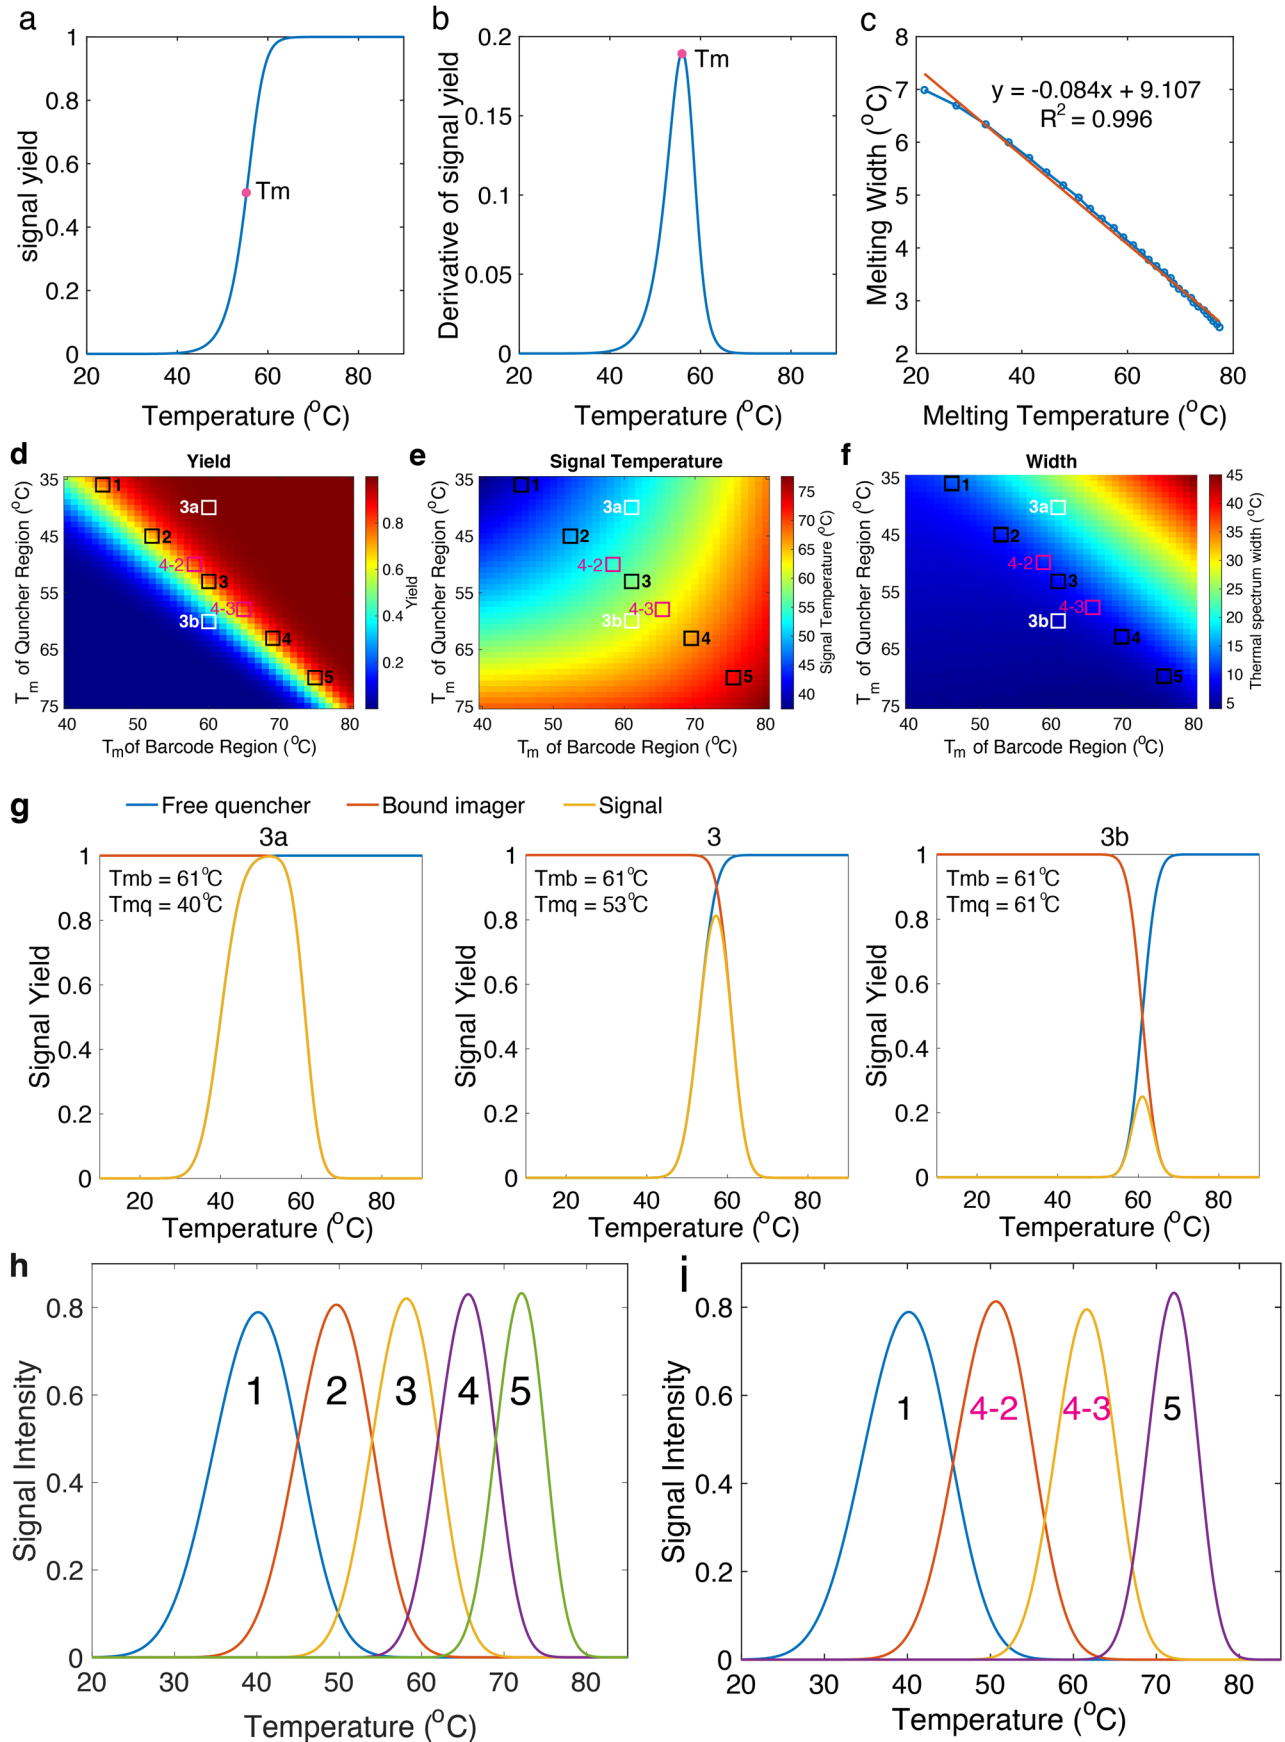 a
1
0.8
0.6
0.4
0.2
0
signal yield
Tm
20 40 60 80
Temperature (°C)
b
0.2
0.15
0.1
0.05
0
Derivative of signal yield
Tm
20 40 60 80
Temperature (°C)
c
8
7
6
5
4
3
2
Melting Width (°C)
y = -0.084x + 9.107
R² = 0.996
20 40 60 80
Melting Temperature (°C)
d
Yield
35
45
55
65
75
Tm of Quncher Region (°C)
1
3a
2
4-2
3
4-3
3b
4
5
40 50 60 70 80
Tm of Barcode Region (°C)
0.8
0.6
0.4
0.2
Yield
e
Signal Temperature
35
45
55
65
75
Tm of Quncher Region (°C)
1
3a
2
4-2
3
4-3
3b
4
5
40 50 60 70 80
Tm of Barcode Region (°C)
75
70
65
60
55
50
45
40
Signal Temperature (°C)
f
Width
35
45
55
65
75
Tm of Quncher Region (°C)
1
3a
2
4-2
3
4-3
3b
4
5
40 50 60 70 80
Tm of Barcode Region (°C)
45
40
35
30
25
20
15
10
5
Thermal spectrum width (°C)
g
Free quencher Bound imager Signal
3a
1
0.8
0.6
0.4
0.2
0
Signal Yield
Tmb = 61°C
Tmq = 40°C
20 40 60 80
Temperature (°C)
3
1
0.8
0.6
0.4
0.2
0
Signal Yield
Tmb = 61°C
Tmq = 53°C
20 40 60 80
Temperature (°C)
3b
1
0.8
0.6
0.4
0.2
0
Signal Yield
Tmb = 61°C
Tmq = 61°C
20 40 60 80
Temperature (°C)
h
0.8
0.6
0.4
0.2
0
Signal Intensity
1 2 3 4 5
20 30 40 50 60 70 80
Temperature (°C)
i
0.8
0.6
0.4
0.2
0
Signal Intensity
1 4-2 4-3 5
20 30 40 50 60 70 80
Temperature (°C)